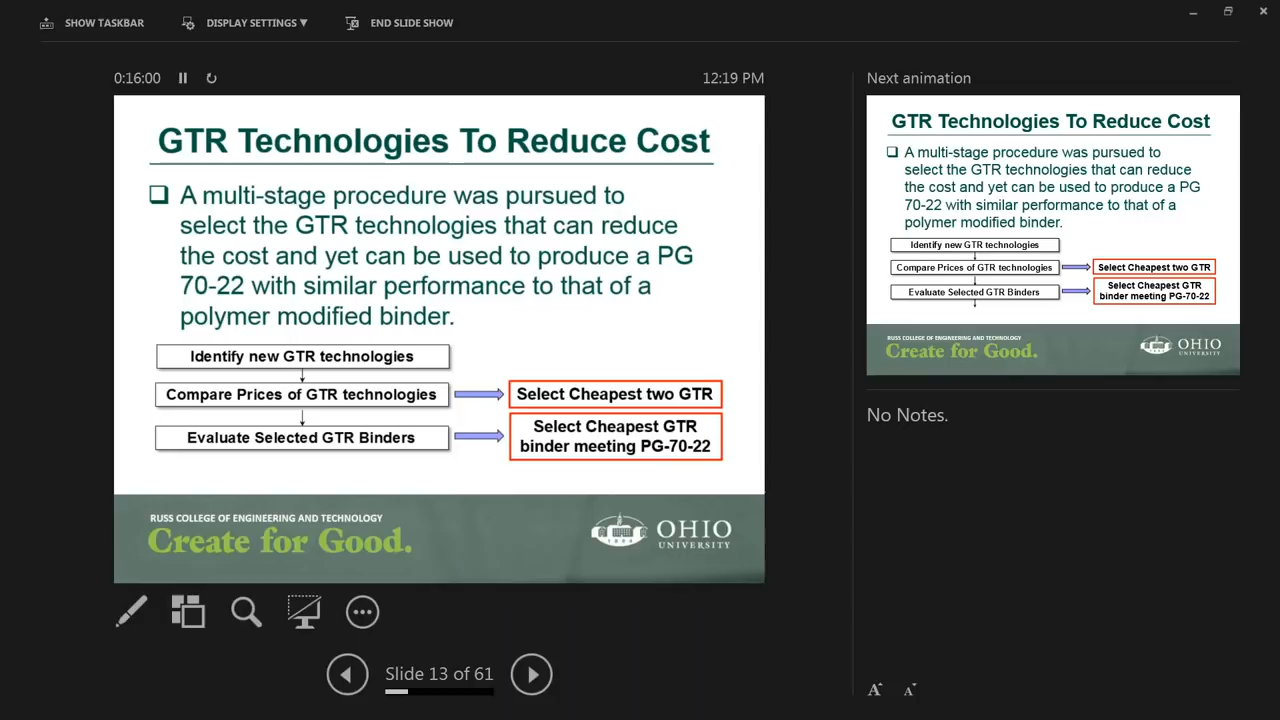 SHOW TASKBAR
DISPLAY SETTINGS ▼
END SLIDE SHOW
0:16:00
12:19 PM
GTR Technologies To Reduce Cost
❑ A multi-stage procedure was pursued to
select the GTR technologies that can reduce
the cost and yet can be used to produce a PG
70-22 with similar performance to that of a
polymer modified binder.
Identify new GTR technologies
Compare Prices of GTR technologies
Select Cheapest two GTR
Evaluate Selected GTR Binders
Select Cheapest GTR
binder meeting PG-70-22
RUSS COLLEGE OF ENGINEERING AND TECHNOLOGY
Create for Good.
OHIO
UNIVERSITY
Slide 13 of 61
Next animation
GTR Technologies To Reduce Cost
❑ A multi-stage procedure was pursued to
select the GTR technologies that can reduce
the cost and yet can be used to produce a PG
70-22 with similar performance to that of a
polymer modified binder.
Identify new GTR technologies
Compare Prices of GTR technologies
Select Cheapest two GTR
Evaluate Selected GTR Binders
Select Cheapest GTR
binder meeting PG-70-22
RUSS COLLEGE OF ENGINEERING AND TECHNOLOGY
Create for Good.
OHIO
UNIVERSITY
No Notes.
A A